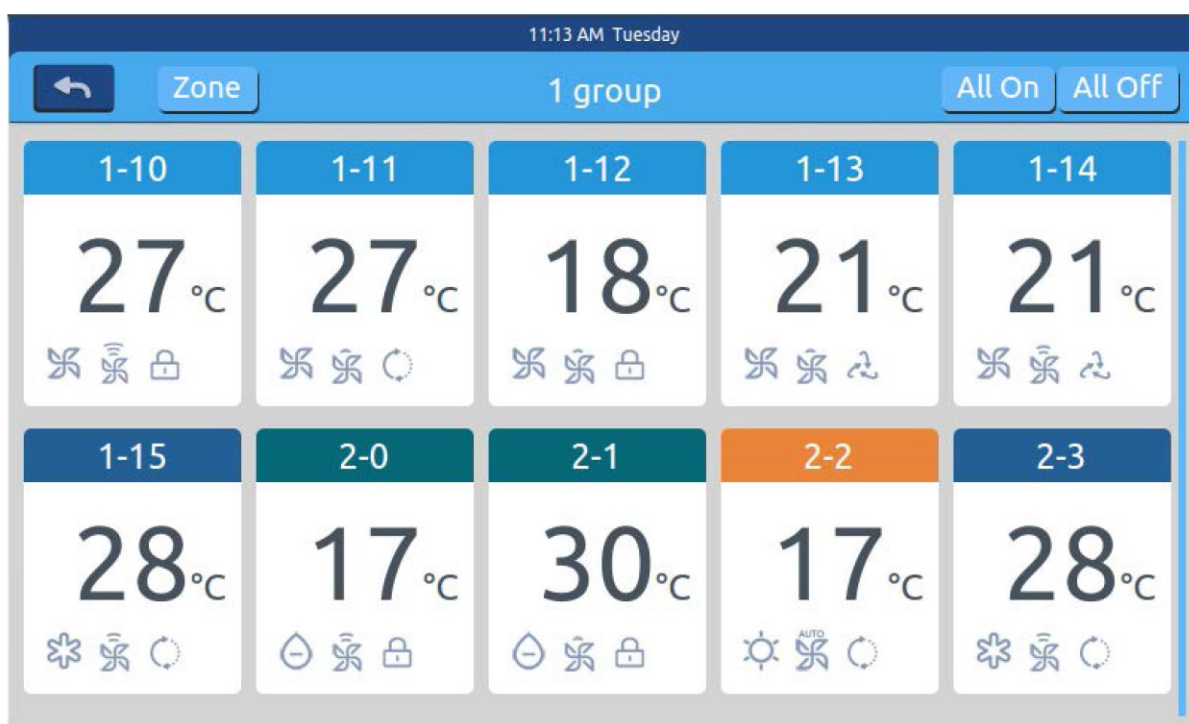 11:13 AM Tuesday
Zone 1 group All On All Off
1-10 1-11 1-12 1-13 1-14
27°C 27°C 18°C 21°C 21°C
1-15 2-0 2-1 2-2 2-3
28°C 17°C 30°C 17°C 28°C
AUTO